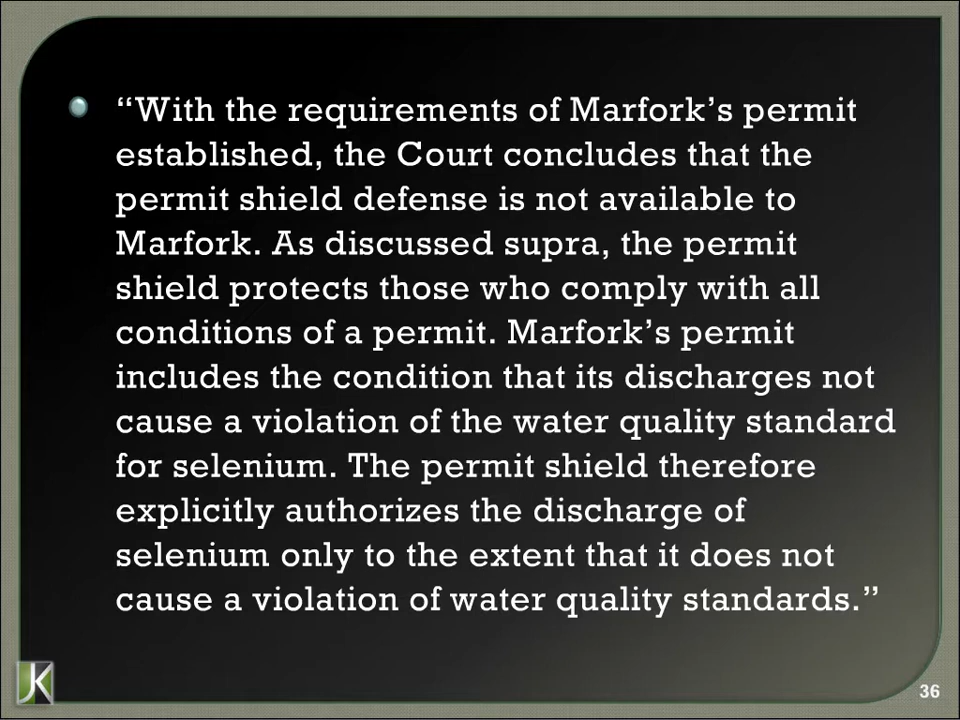 “With the requirements of Marfork’s permit
established, the Court concludes that the
permit shield defense is not available to
Marfork. As discussed supra, the permit
shield protects those who comply with all
conditions of a permit. Marfork’s permit
includes the condition that its discharges not
cause a violation of the water quality standard
for selenium. The permit shield therefore
explicitly authorizes the discharge of
selenium only to the extent that it does not
cause a violation of water quality standards.”
JK
36